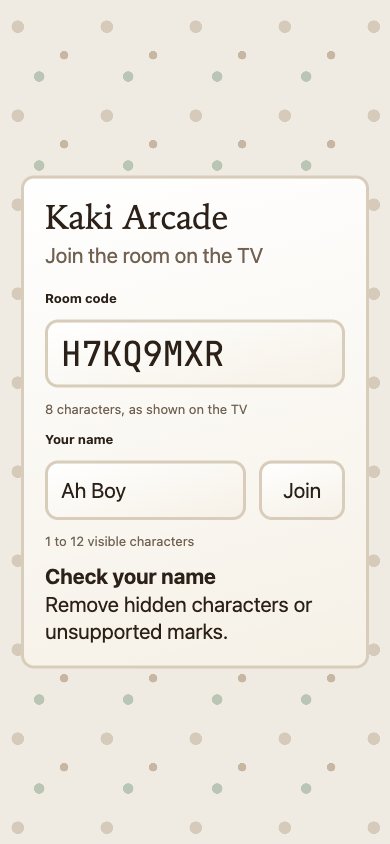 Kaki Arcade
Join the room on the TV
Room code
H7KQ9MXR
8 characters, as shown on the TV
Your name
Ah Boy
Join
1 to 12 visible characters
Check your name
Remove hidden characters or
unsupported marks.